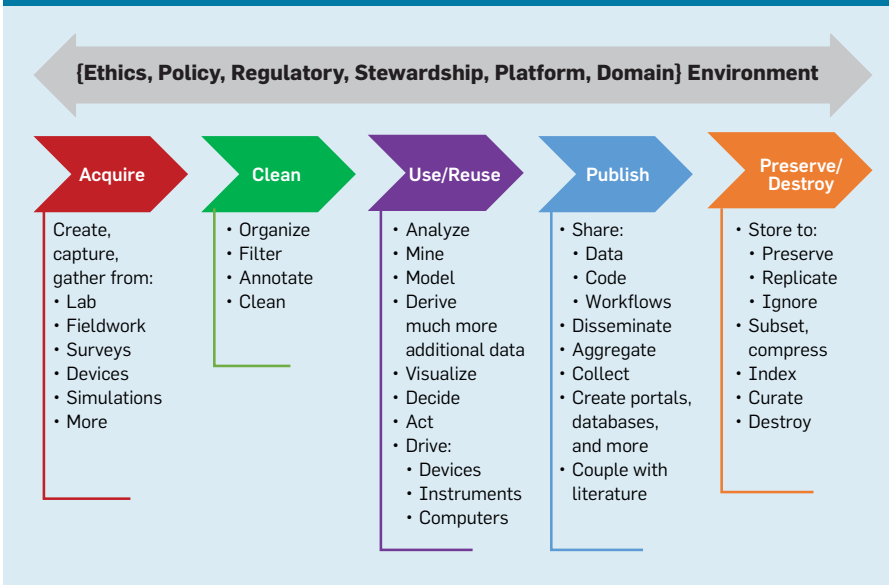 {Ethics, Policy, Regulatory, Stewardship, Platform, Domain} Environment
Acquire
Create,
capture,
gather from:
• Lab
• Fieldwork
• Surveys
• Devices
• Simulations
• More
Clean
• Organize
• Filter
• Annotate
• Clean
Use/Reuse
• Analyze
• Mine
• Model
• Derive
much more
additional data
• Visualize
• Decide
• Act
• Drive:
• Devices
• Instruments
• Computers
Publish
• Share:
• Data
• Code
• Workflows
• Disseminate
• Aggregate
• Collect
• Create portals,
databases,
and more
• Couple with
literature
Preserve/
Destroy
• Store to:
• Preserve
• Replicate
• Ignore
• Subset,
compress
• Index
• Curate
• Destroy